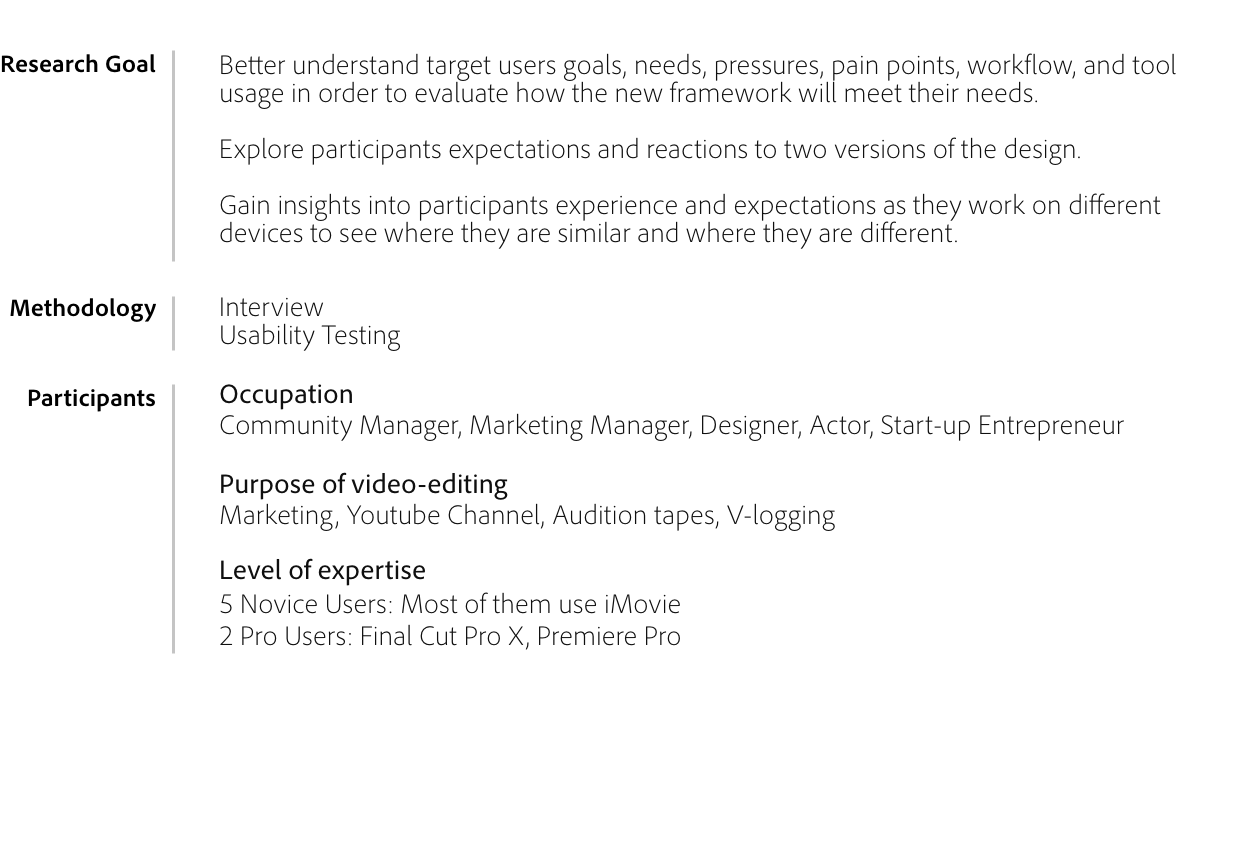 Research Goal
Better understand target users goals, needs, pressures, pain points, workflow, and tool
usage in order to evaluate how the new framework will meet their needs.
Explore participants expectations and reactions to two versions of the design.
Gain insights into participants experience and expectations as they work on different
devices to see where they are similar and where they are different.
Methodology
Interview
Usability Testing
Participants
Occupation
Community Manager, Marketing Manager, Designer, Actor, Start-up Entrepreneur
Purpose of video-editing
Marketing, Youtube Channel, Audition tapes, V-logging
Level of expertise
5 Novice Users: Most of them use iMovie
2 Pro Users: Final Cut Pro X, Premiere Pro